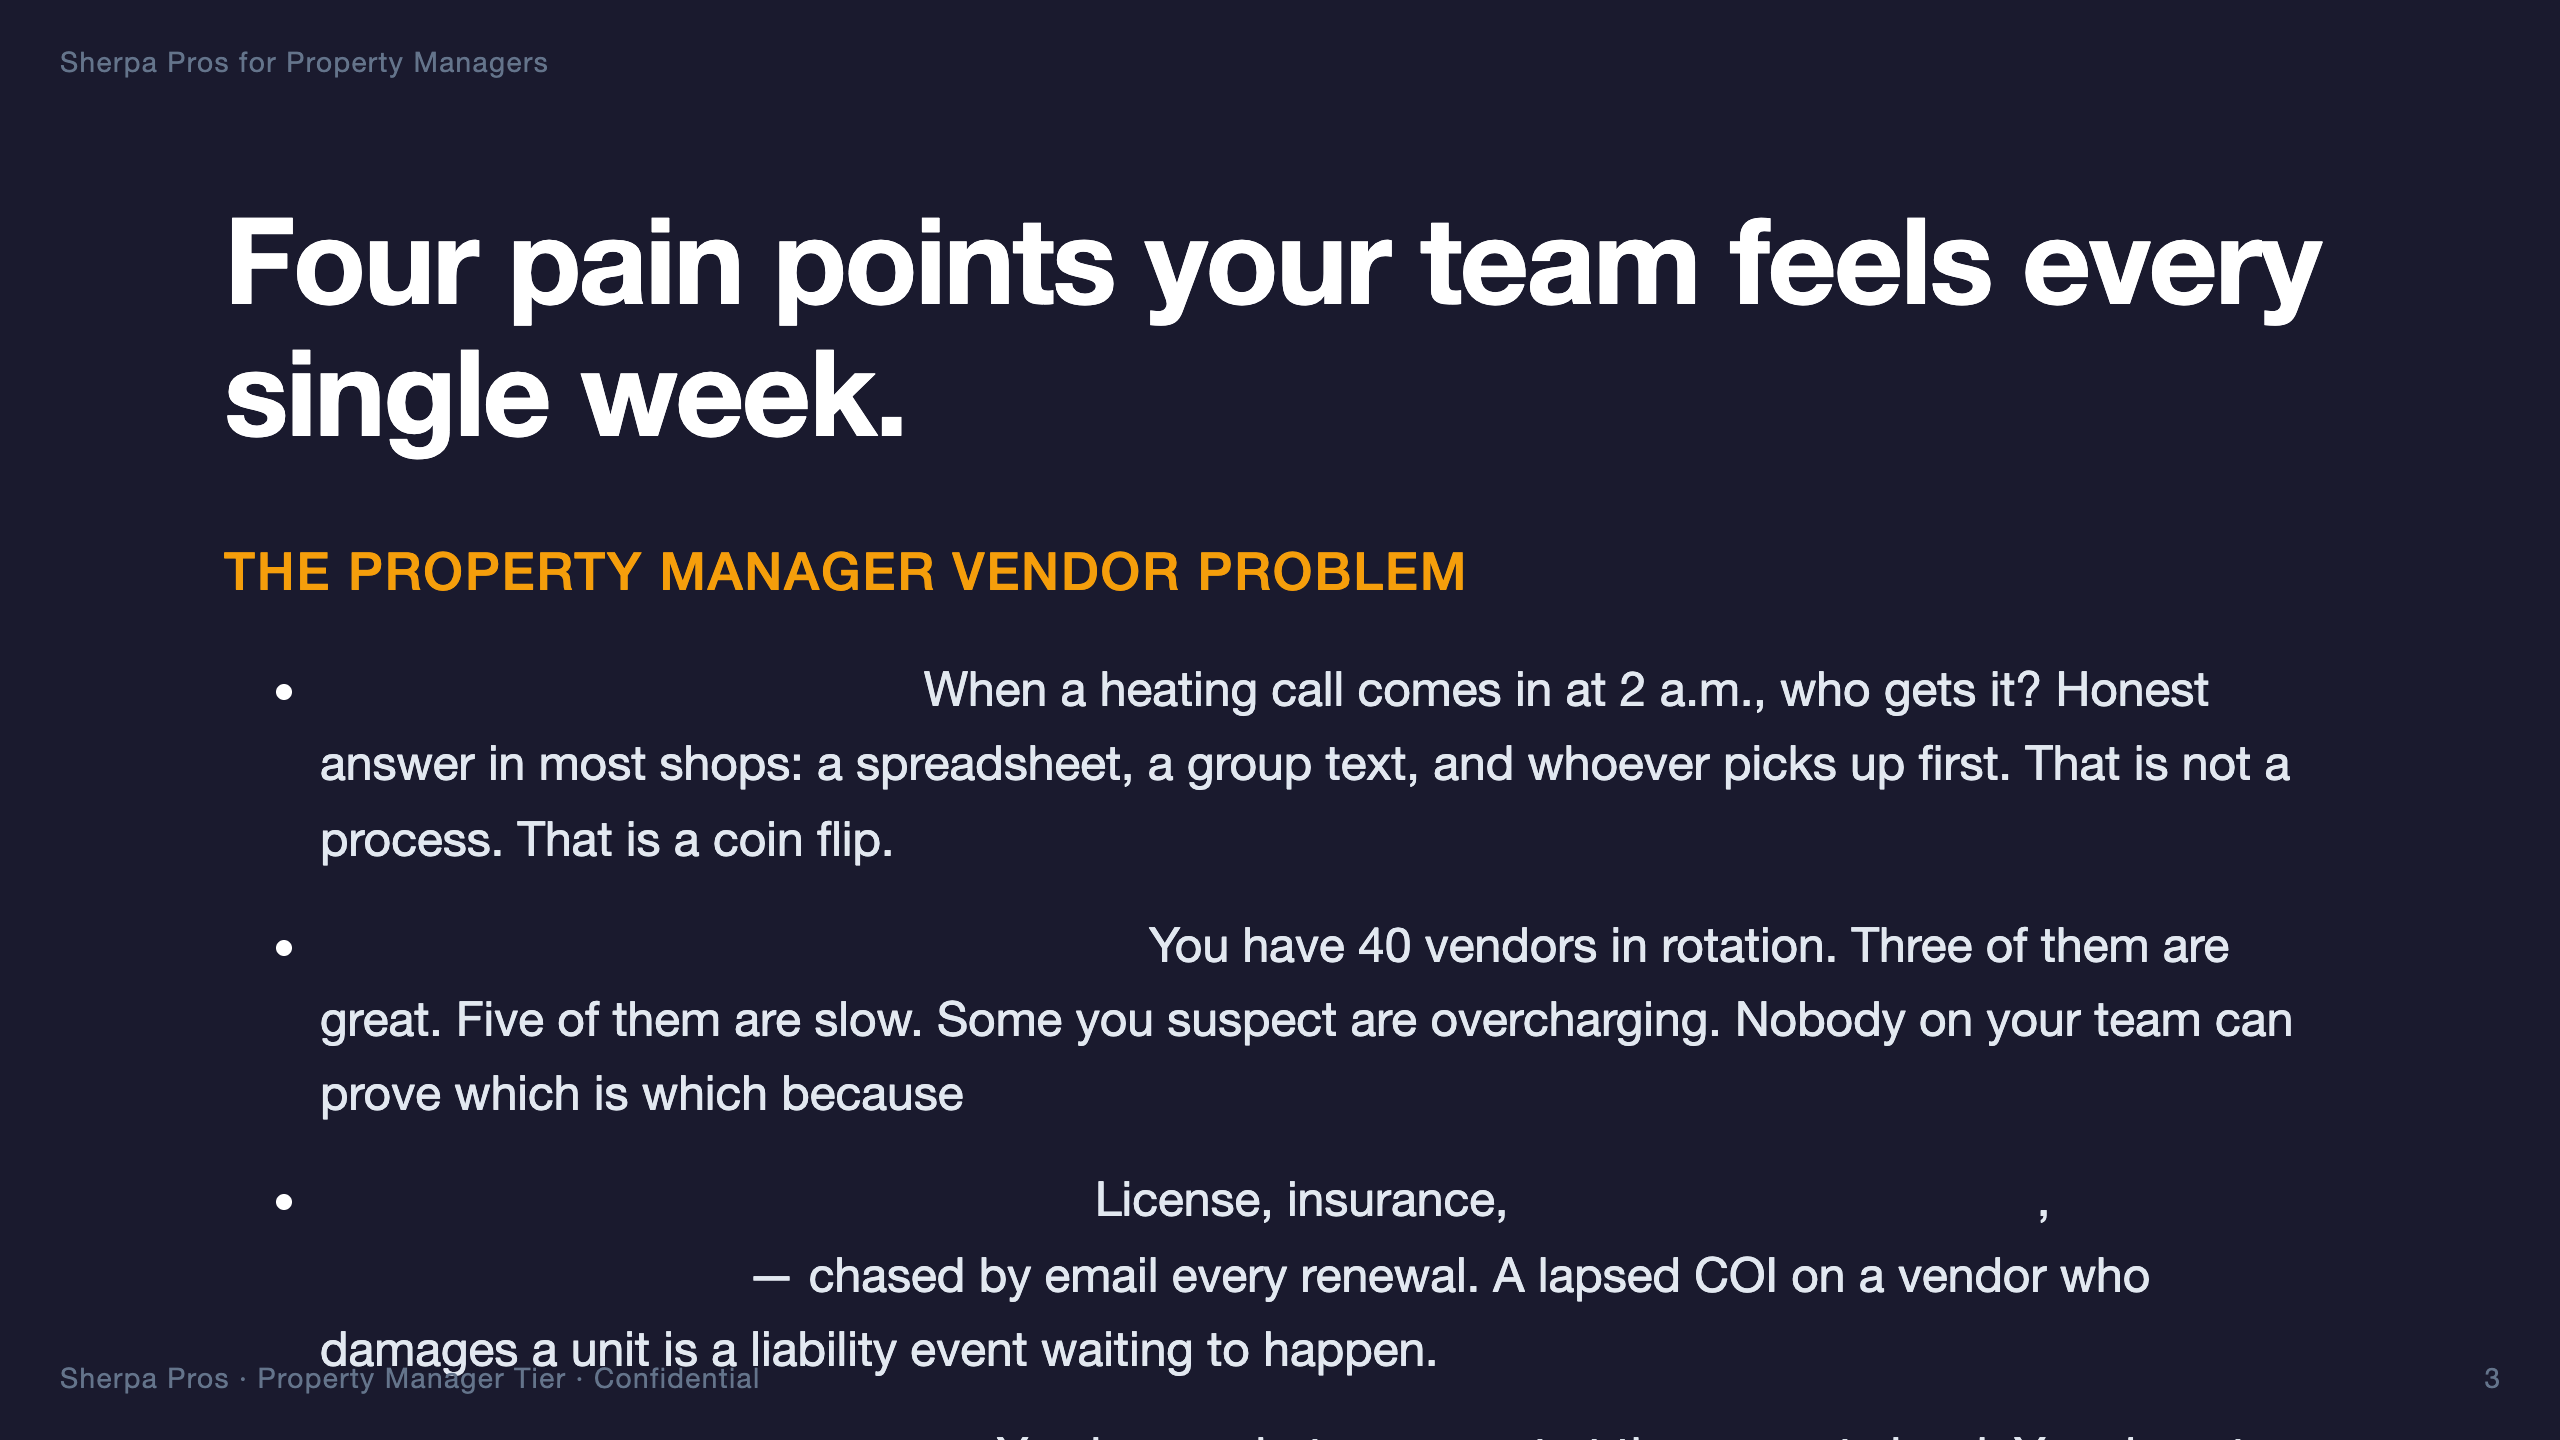 Sherpa Pros for Property Managers
Four pain points your team feels every
single week.
THE PROPERTY MANAGER VENDOR PROBLEM
• When a heating call comes in at 2 a.m., who gets it? Honest
answer in most shops: a spreadsheet, a group text, and whoever picks up first. That is not a
process. That is a coin flip.
• You have 40 vendors in rotation. Three of them are
great. Five of them are slow. Some you suspect are overcharging. Nobody on your team can
prove which is which because
• License, insurance, ,
— chased by email every renewal. A lapsed COI on a vendor who
damages a unit is a liability event waiting to happen.
Sherpa Pros · Property Manager Tier · Confidential
3